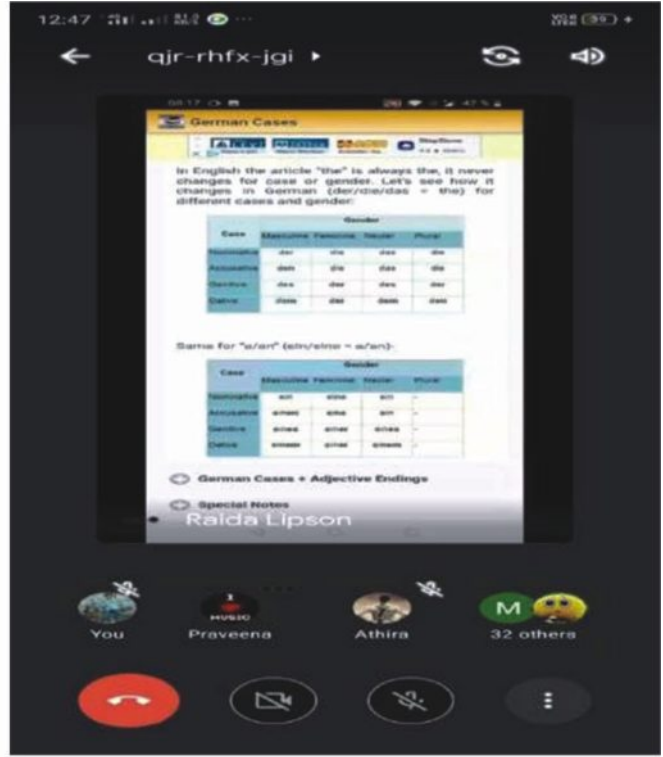 12:47
qjr-rhfx-jgi
German Cases
In English the article "the" is always the, it never
changes for case or gender. Let's see how it
changes in German (der/die/das = the) for
different cases and gender:
Gender
Case Masculine Feminine Neuter Plural
Nominative der die das die
Accusative den die das die
Genitive des der des der
Dative dem der dem den
Same for "a/an" (ein/eine = a/an):
Gender
Case
Masculine Feminine Neuter Plural
Nominative ein eine ein -
Accusative einen eine ein -
Genitive eines einer eines -
Dative einem einer einem -
German Cases + Adjective Endings
Special Notes
Raida Lipson
1
MUSIC
M
You Praveena Athira 32 others